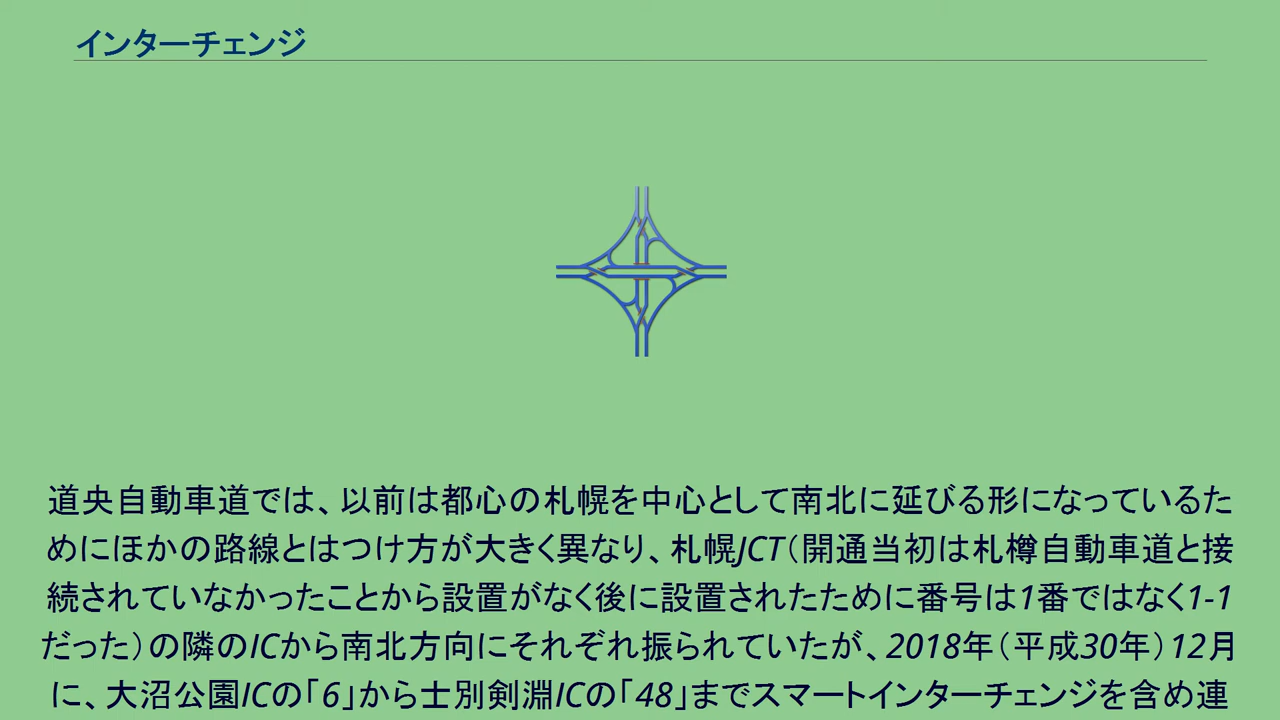 インターチェンジ
道央自動車道では、以前は都心の札幌を中心として南北に延びる形になっているた
めにほかの路線とはつけ方が大きく異なり、札幌JCT（開通当初は札樽自動車道と接
続されていなかったことから設置がなく後に設置されたために番号は1番ではなく1-1
だった）の隣のICから南北方向にそれぞれ振られていたが、2018年（平成30年）12月
に、大沼公園ICの「6」から士別剣淵ICの「48」までスマートインターチェンジを含め連